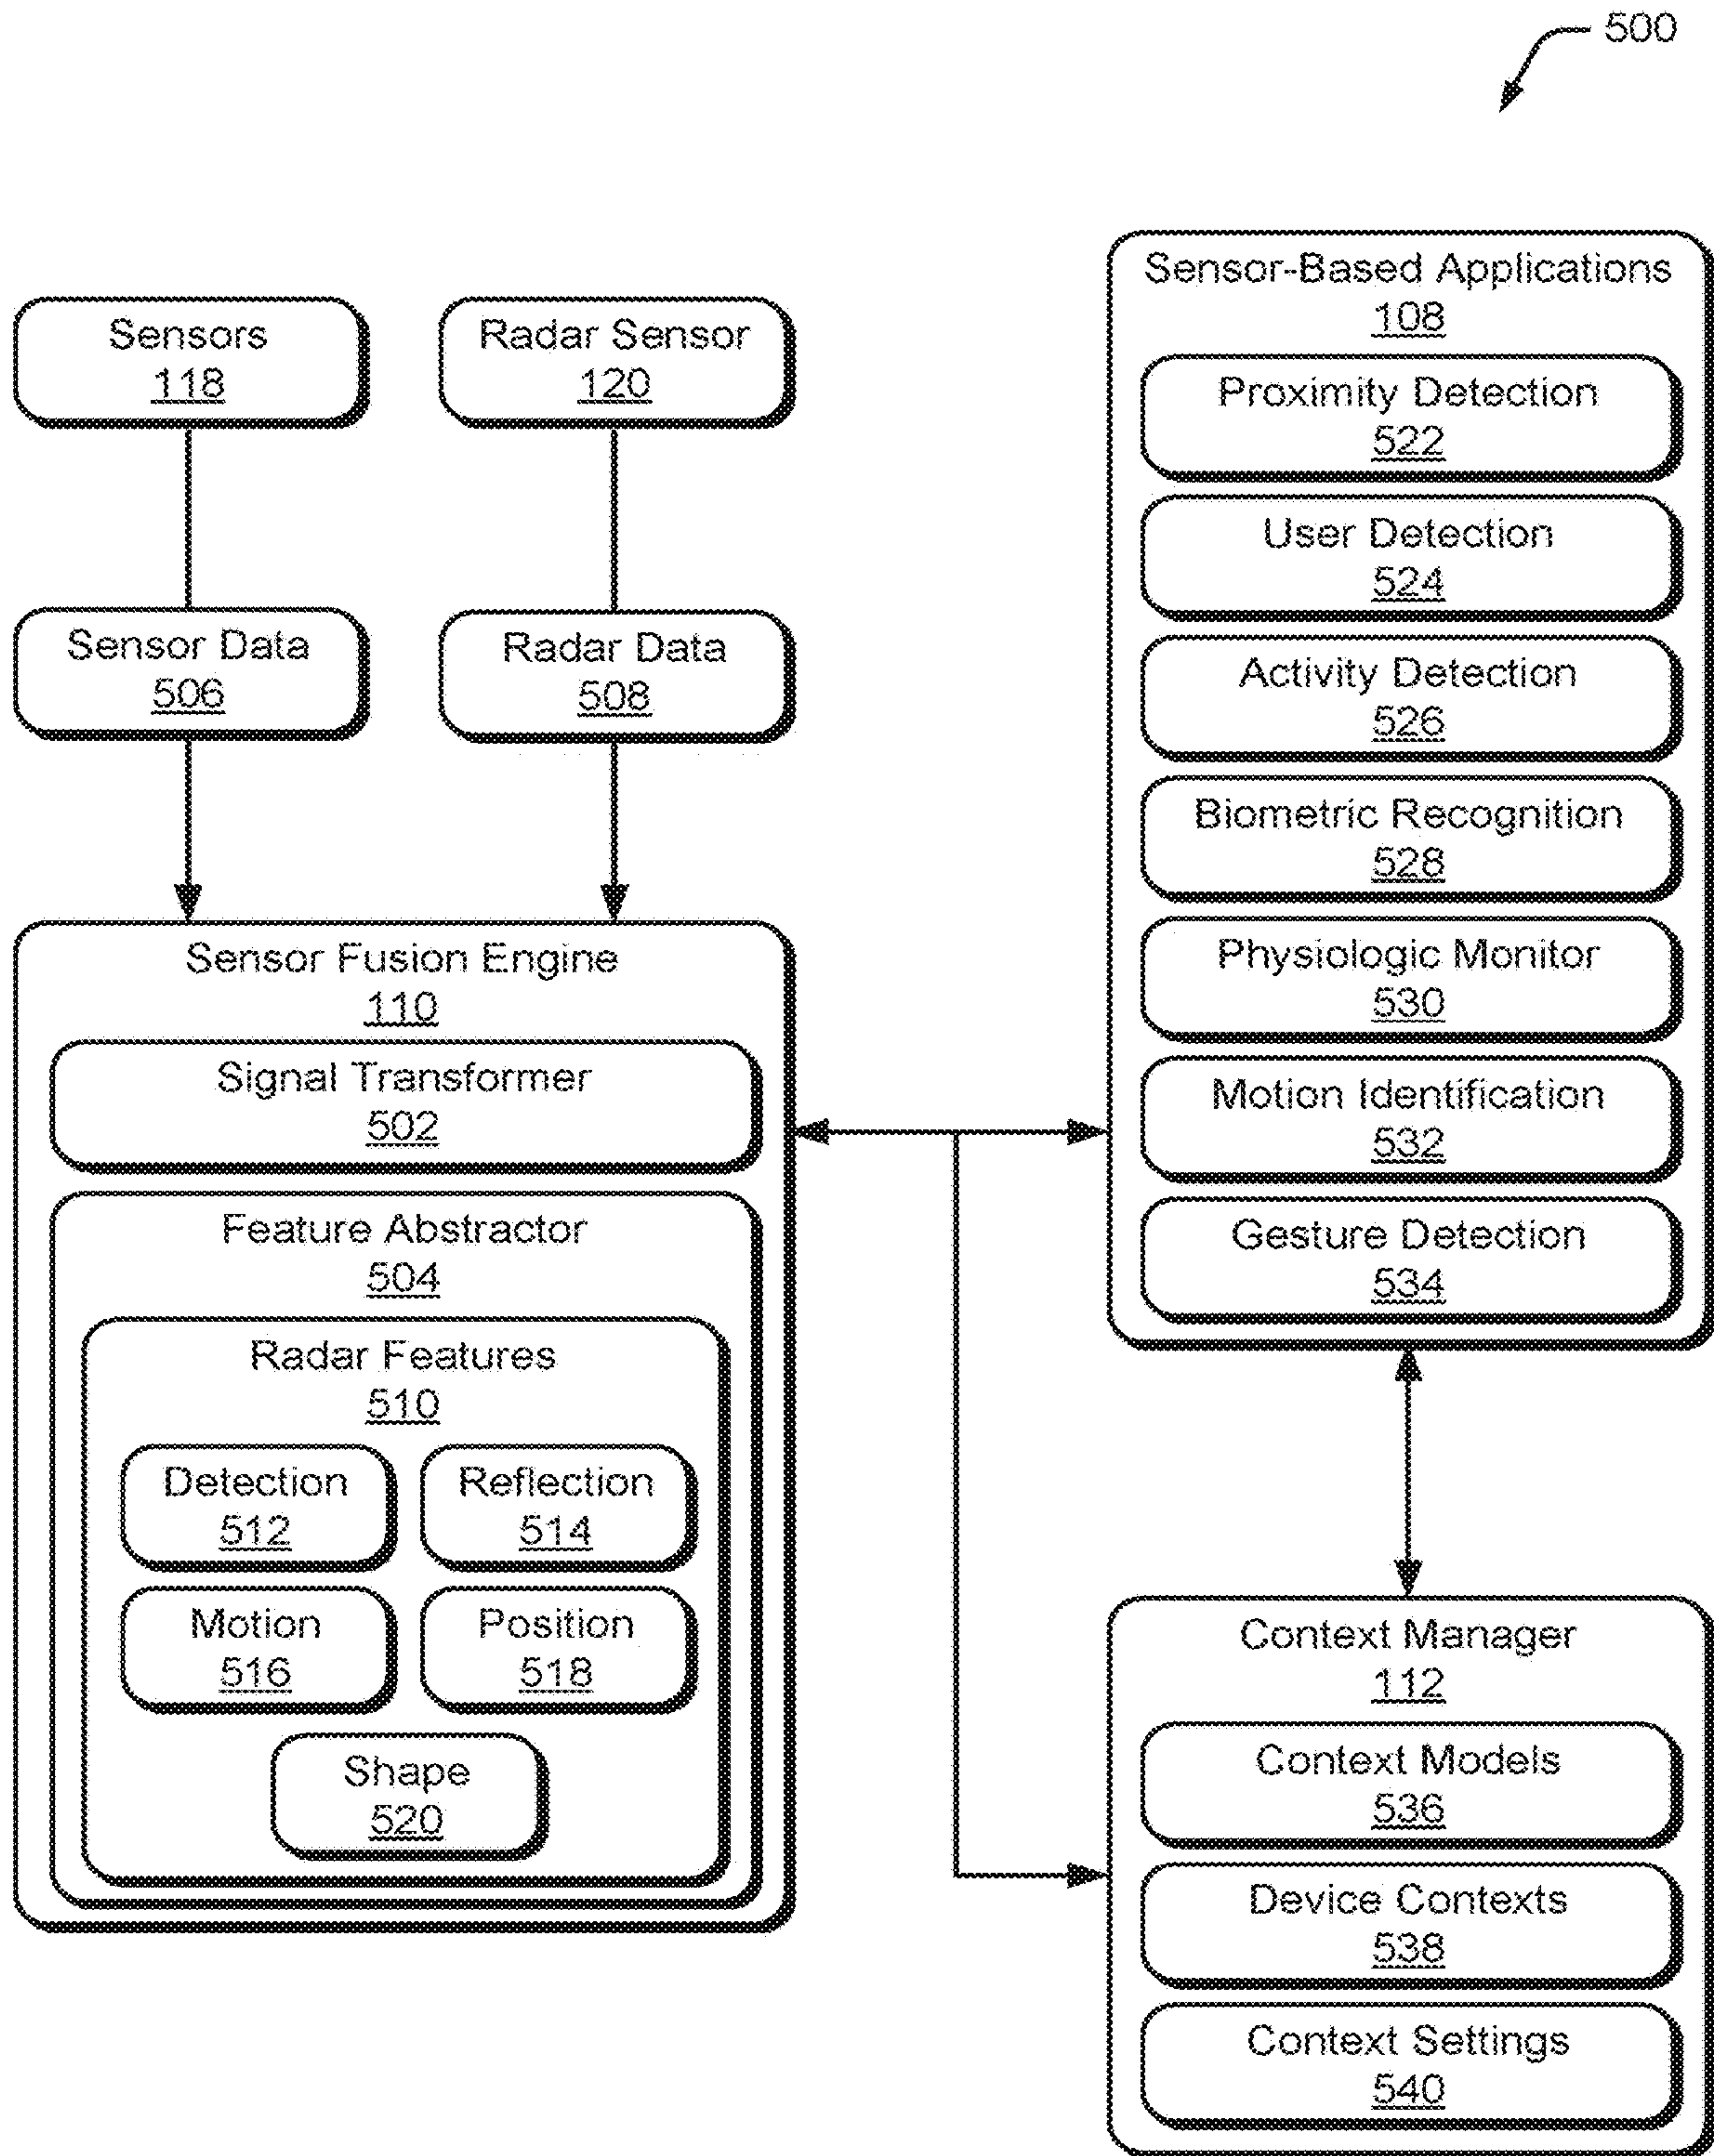 500
Sensors
118
Radar Sensor
120
Sensor Data
506
Radar Data
508
Sensor Fusion Engine
110
Signal Transformer
502
Feature Abstractor
504
Radar Features
510
Detection
512
Reflection
514
Motion
516
Position
518
Shape
520
Sensor-Based Applications
108
Proximity Detection
522
User Detection
524
Activity Detection
526
Biometric Recognition
528
Physiologic Monitor
530
Motion Identification
532
Gesture Detection
534
Context Manager
112
Context Models
536
Device Contexts
538
Context Settings
540